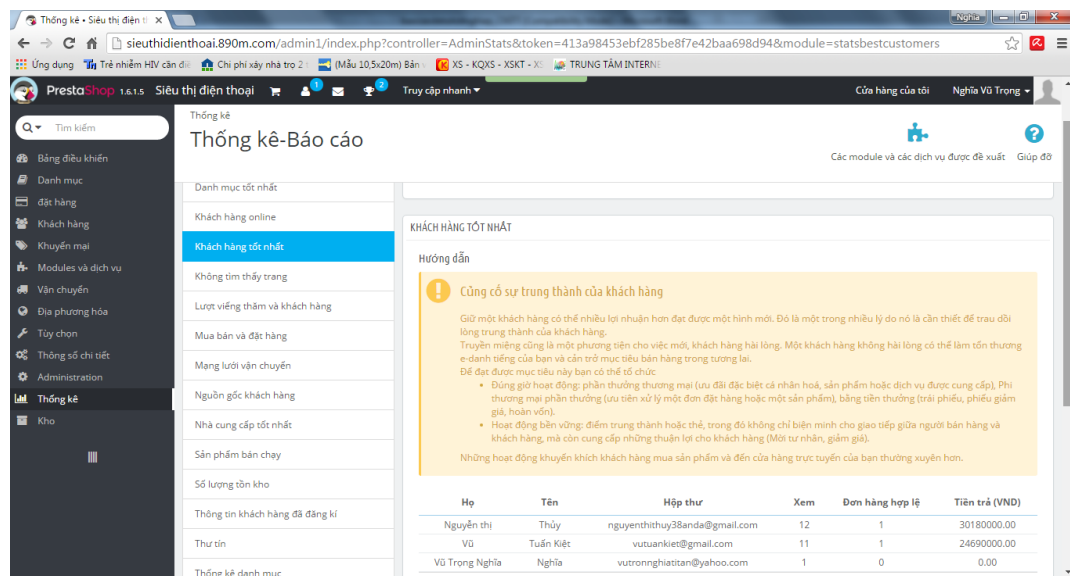 Thống kê • Siêu thị điện tl
Nghĩa
sieuthidienthoai.890m.com/admin1/index.php?controller=AdminStats&token=413a98453ebf285be8f7e42baa698d94&module=statsbestcustomers
Ứng dụng Trẻ nhiễm HIV căn Chi phí xây nhà trọ 2 (Mẫu 10,5x20m) Bản XS - KQXS - XSKT - XS TRUNG TÂM INTERNE
PrestaShop 1.6.1.5 Siêu thị điện thoại 1 2 Truy cập nhanh Cửa hàng của tôi Nghĩa Vũ Trọng
Tìm kiếm
Bảng điều khiển
Danh mục
đặt hàng
Khách hàng
Khuyến mại
Modules và dịch vụ
Vận chuyển
Địa phương hóa
Tùy chọn
Thông số chi tiết
Administration
Thống kê
Kho
Thống kê
Thống kê-Báo cáo
Các module và các dịch vụ được đề xuất Giúp đỡ
Danh mục tốt nhất
Khách hàng online
Khách hàng tốt nhất
Không tìm thấy trang
Lượt viếng thăm và khách hàng
Mua bán và đặt hàng
Mạng lưới vận chuyển
Nguồn gốc khách hàng
Nhà cung cấp tốt nhất
Sản phẩm bán chạy
Số lượng tồn kho
Thông tin khách hàng đã đăng kí
Thư tín
Thống kê danh mục
KHÁCH HÀNG TỐT NHẤT
Hướng dẫn
Củng cố sự trung thành của khách hàng
Giữ một khách hàng có thể nhiều lợi nhuận hơn đạt được một hình mới. Đó là một trong nhiều lý do nó là cần thiết để trau dồi
lòng trung thành của khách hàng.
Truyền miệng cũng là một phương tiện cho việc mới, khách hàng hài lòng. Một khách hàng không hài lòng có thể làm tổn thương
e-danh tiếng của bạn và cản trở mục tiêu bán hàng trong tương lai.
Để đạt được mục tiêu này bạn có thể tổ chức
• Đúng giờ hoạt động: phần thưởng thương mại (ưu đãi đặc biệt cá nhân hoá, sản phẩm hoặc dịch vụ được cung cấp), Phi
thương mại phần thưởng (ưu tiên xử lý một đơn đặt hàng hoặc một sản phẩm), bằng tiền thưởng (trái
phiếu, phiếu giảm
giá, hoàn vốn).
• Hoạt động bền vững: điểm trung thành hoặc thẻ, trong đó không chỉ biện minh cho giao tiếp giữa người bán hàng và
khách hàng, mà còn cung cấp những thuận lợi cho khách hàng (Mời tư nhân, giảm giá).
Những hoạt động khuyến khích khách hàng mua sản phẩm và đến cửa hàng trực tuyến của bạn thường xuyên hơn.
Họ Tên Hộp thư Xem Đơn hàng hợp lệ Tiền trả (VND)
Nguyễn thị Thủy nguyenthithuy38anda@gmail.com 12 1 30180000.00
Vũ Tuấn Kiệt vutuankiet@gmail.com 11 1 24690000.00
Vũ Trọng Nghĩa Nghĩa vutronnghiatitan@yahoo.com 1 0 0.00